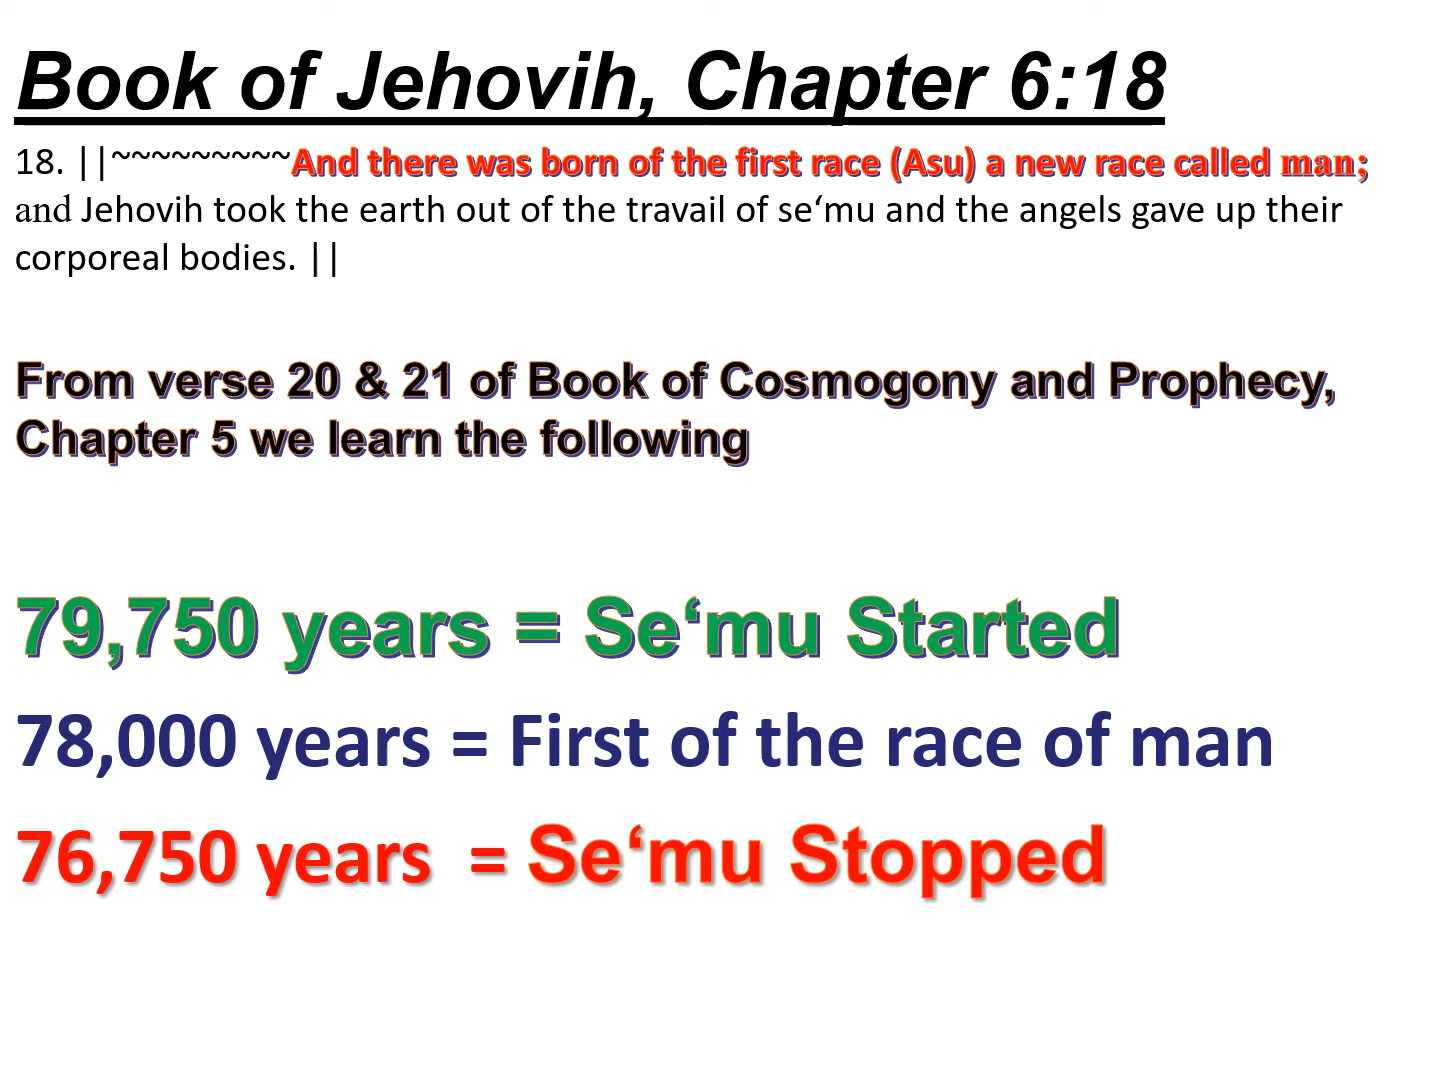 Book of Jehovih, Chapter 6:18
18. ||~~~~~~~~~And there was born of the first race (Asu) a new race called man;
and Jehovih took the earth out of the travail of se‘mu and the angels gave up their
corporeal bodies. ||
From verse 20 & 21 of Book of Cosmogony and Prophecy,
Chapter 5 we learn the following
79,750 years = Se‘mu Started
78,000 years = First of the race of man
76,750 years = Se‘mu Stopped